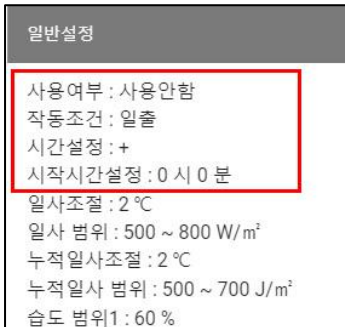 일반설정
사용여부 : 사용안함
작동조건 : 일출
시간설정 : +
시작시간설정 : 0 시 0 분
일사조절 : 2 ℃
일사 범위 : 500 ~ 800 W/㎡
누적일사조절 : 2 ℃
누적일사 범위 : 500 ~ 700 J/㎡
습도 범위1 : 60 %